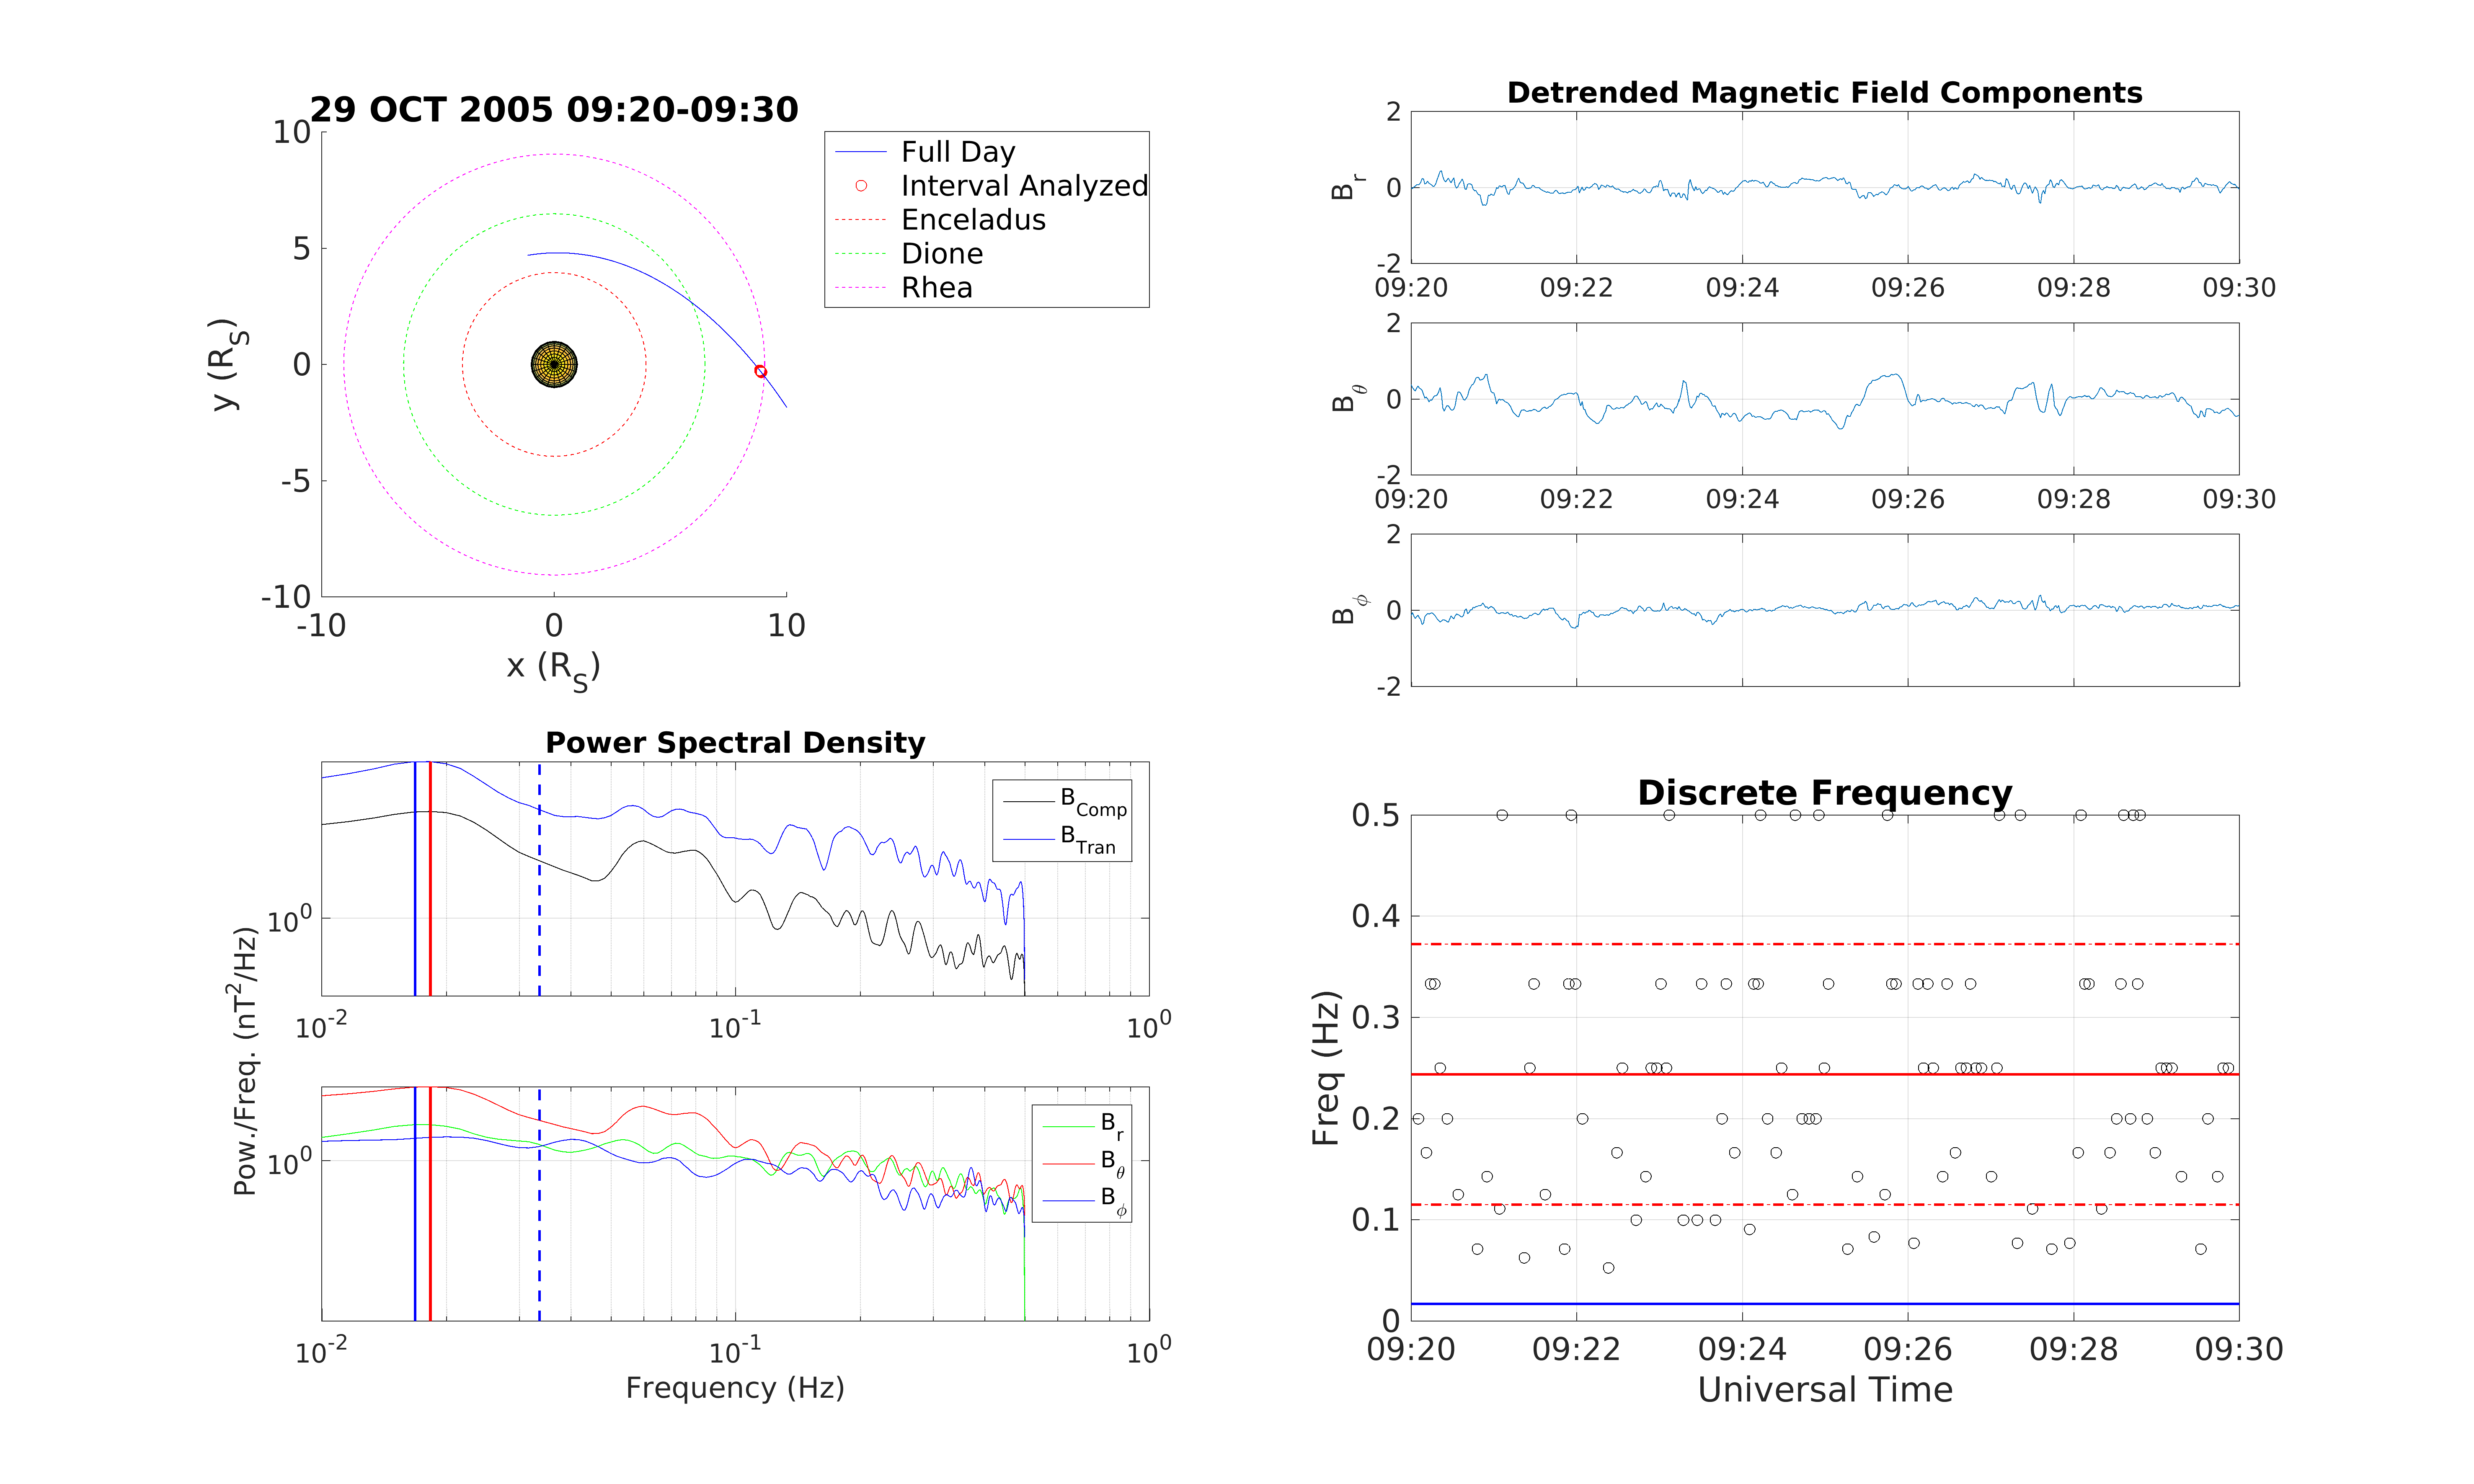 29 OCT 2005 09:20-09:30
10
5
0
-5
-10
-10 0 10
y (R_S)
x (R_S)
Full Day
Interval Analyzed
Enceladus
Dione
Rhea
Detrended Magnetic Field Components
2
0
-2
B_r
09:20 09:22 09:24 09:26 09:28 09:30
2
0
-2
B_θ
09:20 09:22 09:24 09:26 09:28 09:30
2
0
-2
B_ϕ
Power Spectral Density
10^0
B_Comp
B_Tran
10^-2 10^-1 10^0
Pow./Freq. (nT^2/Hz)
10^0
B_r
B_θ
B_ϕ
10^-2 10^-1 10^0
Frequency (Hz)
Discrete Frequency
0.5
0.4
0.3
0.2
0.1
0
Freq (Hz)
09:20 09:22 09:24 09:26 09:28 09:30
Universal Time